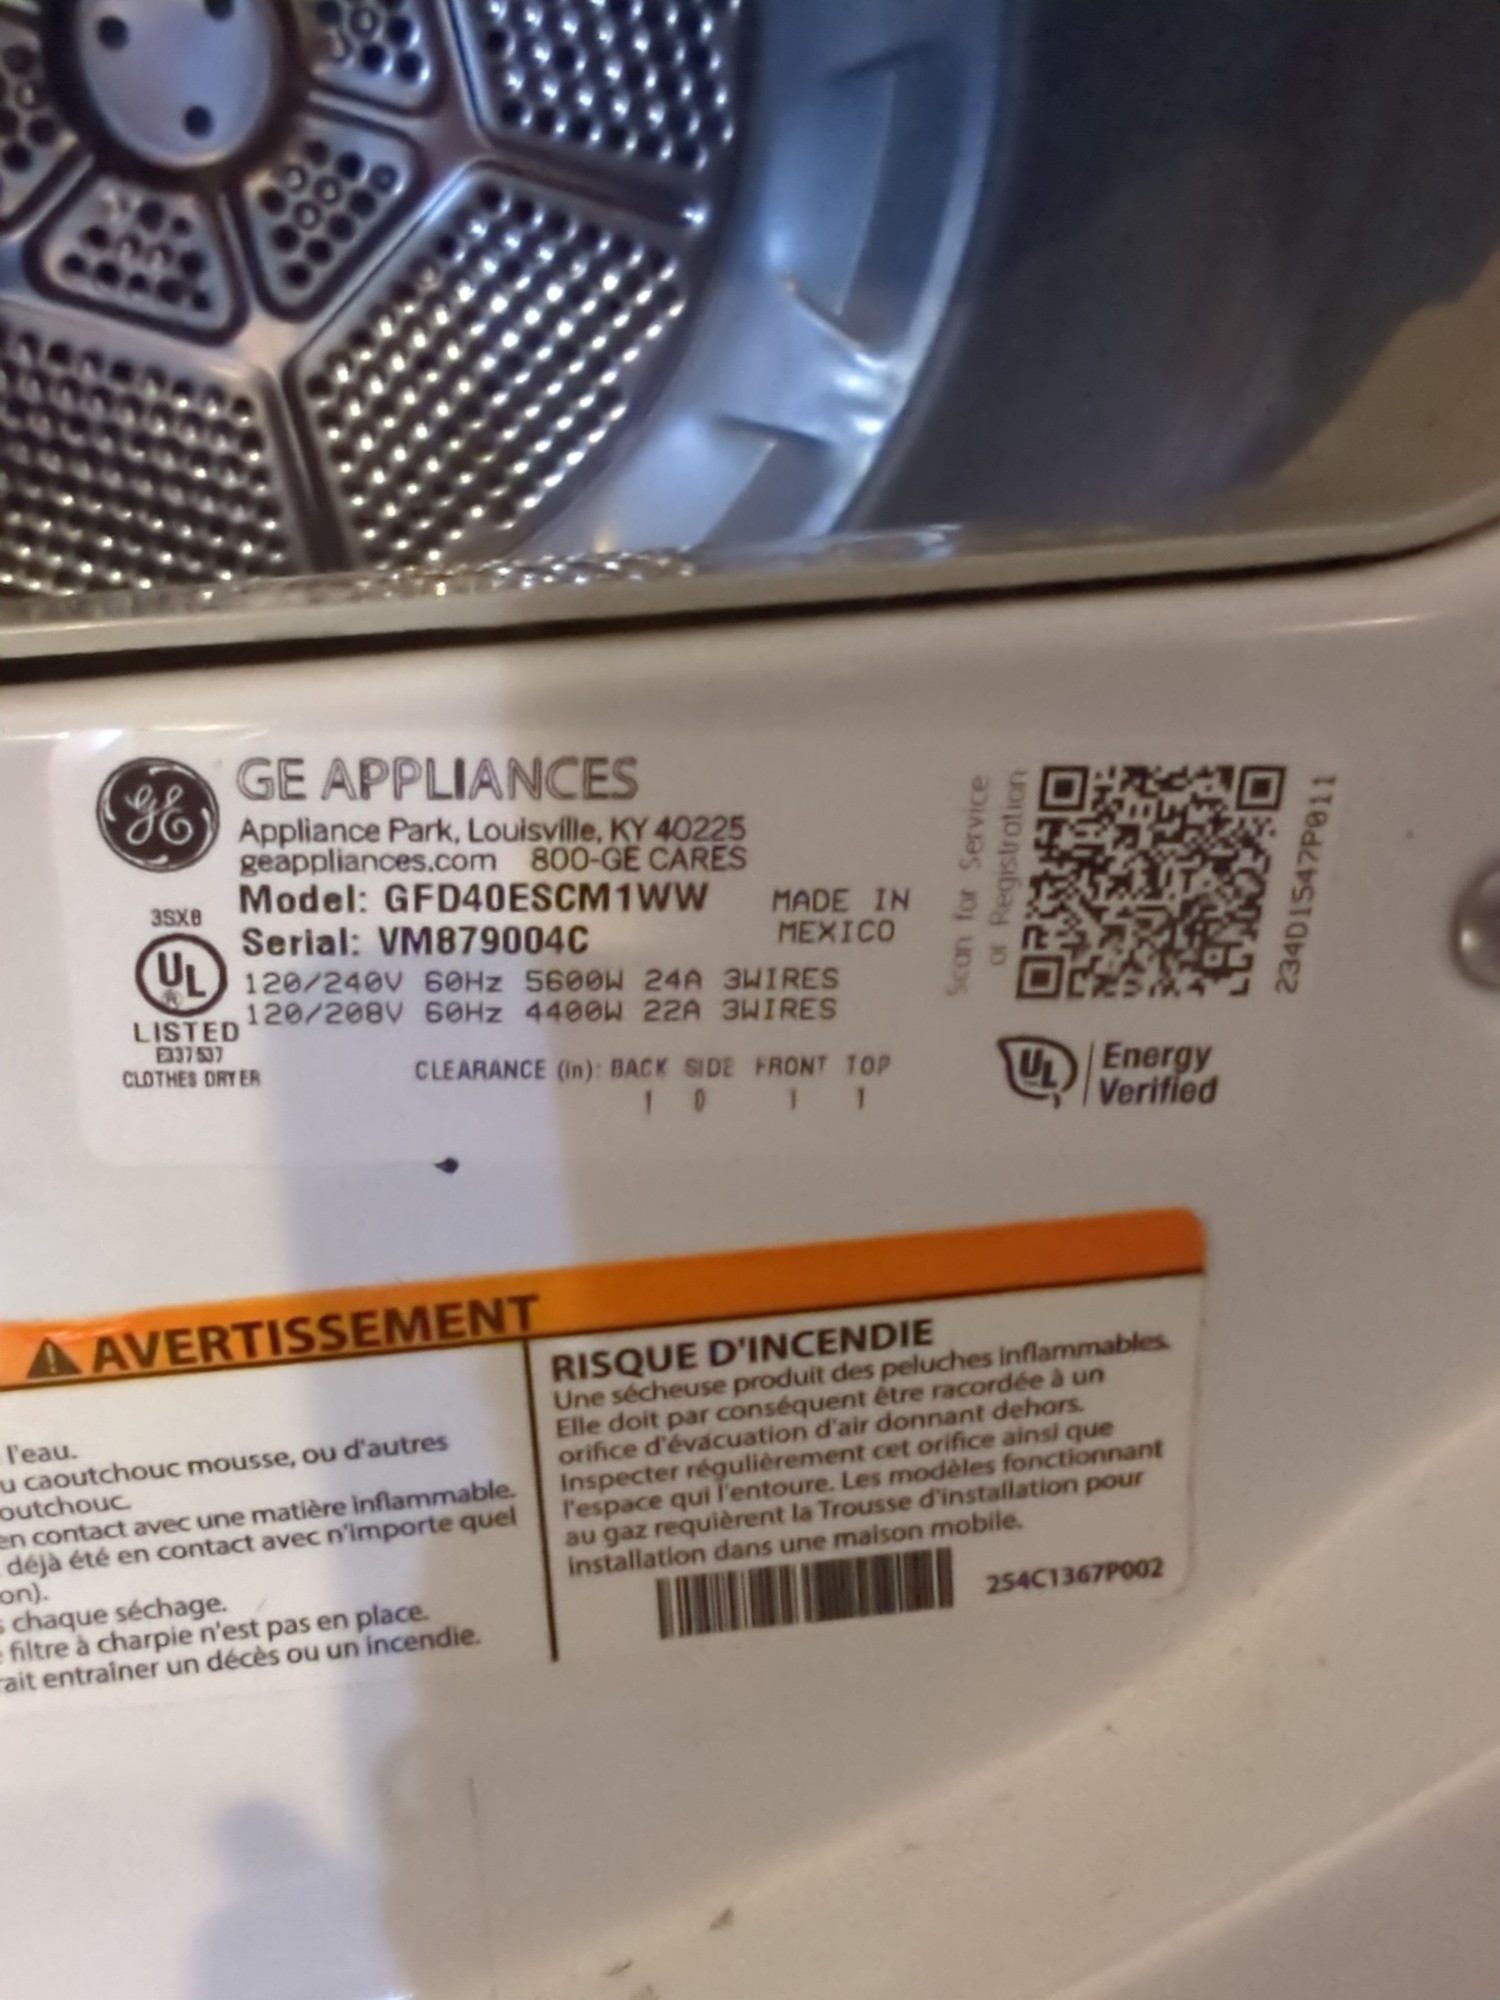 GE APPLIANCES
Appliance Park, Louisville, KY 40225
geappliances.com 800-GE CARES
Model: GFD40ESCM1WW
Serial: VM879004C
MADE IN
MEXICO
120/240V 60Hz 5600W 24A 3WIRES
120/208V 60Hz 4400W 22A 3WIRES
CLEARANCE (in): BACK SIDE FRONT TOP
1 0 1 1
3SX8
UL
LISTED
E337537
CLOTHES DRYER
Scan for Service
or Registration
234D1547P011
UL Energy
Verified
AVERTISSEMENT
l'eau.
u caoutchouc mousse, ou d'autres
outchouc.
en contact avec une matière inflammable.
déjà été en contact avec n'importe quel
on).
s chaque séchage.
e filtre à charpie n'est pas en place.
rait entraîner un décès ou un incendie.
RISQUE D'INCENDIE
Une sécheuse produit des peluches inflammables.
Elle doit par conséquent être racordée à un
orifice d'évacuation d'air donnant dehors.
Inspecter régulièrement cet orifice ainsi que
l'espace qui l'entoure. Les modèles fonctionnant
au gaz requièrent la Trousse d'installation pour
installation dans une maison mobile.
254C1367P002